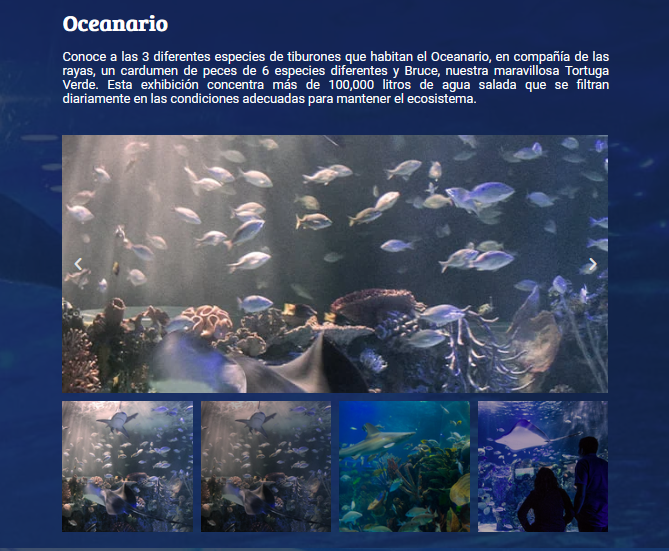 Oceanario
Conoce a las 3 diferentes especies de tiburones que habitan el Oceanario, en compañía de las
rayas, un cardumen de peces de 6 especies diferentes y Bruce, nuestra maravillosa Tortuga
Verde. Esta exhibición concentra más de 100,000 litros de agua salada que se filtran
diariamente en las condiciones adecuadas para mantener el ecosistema.